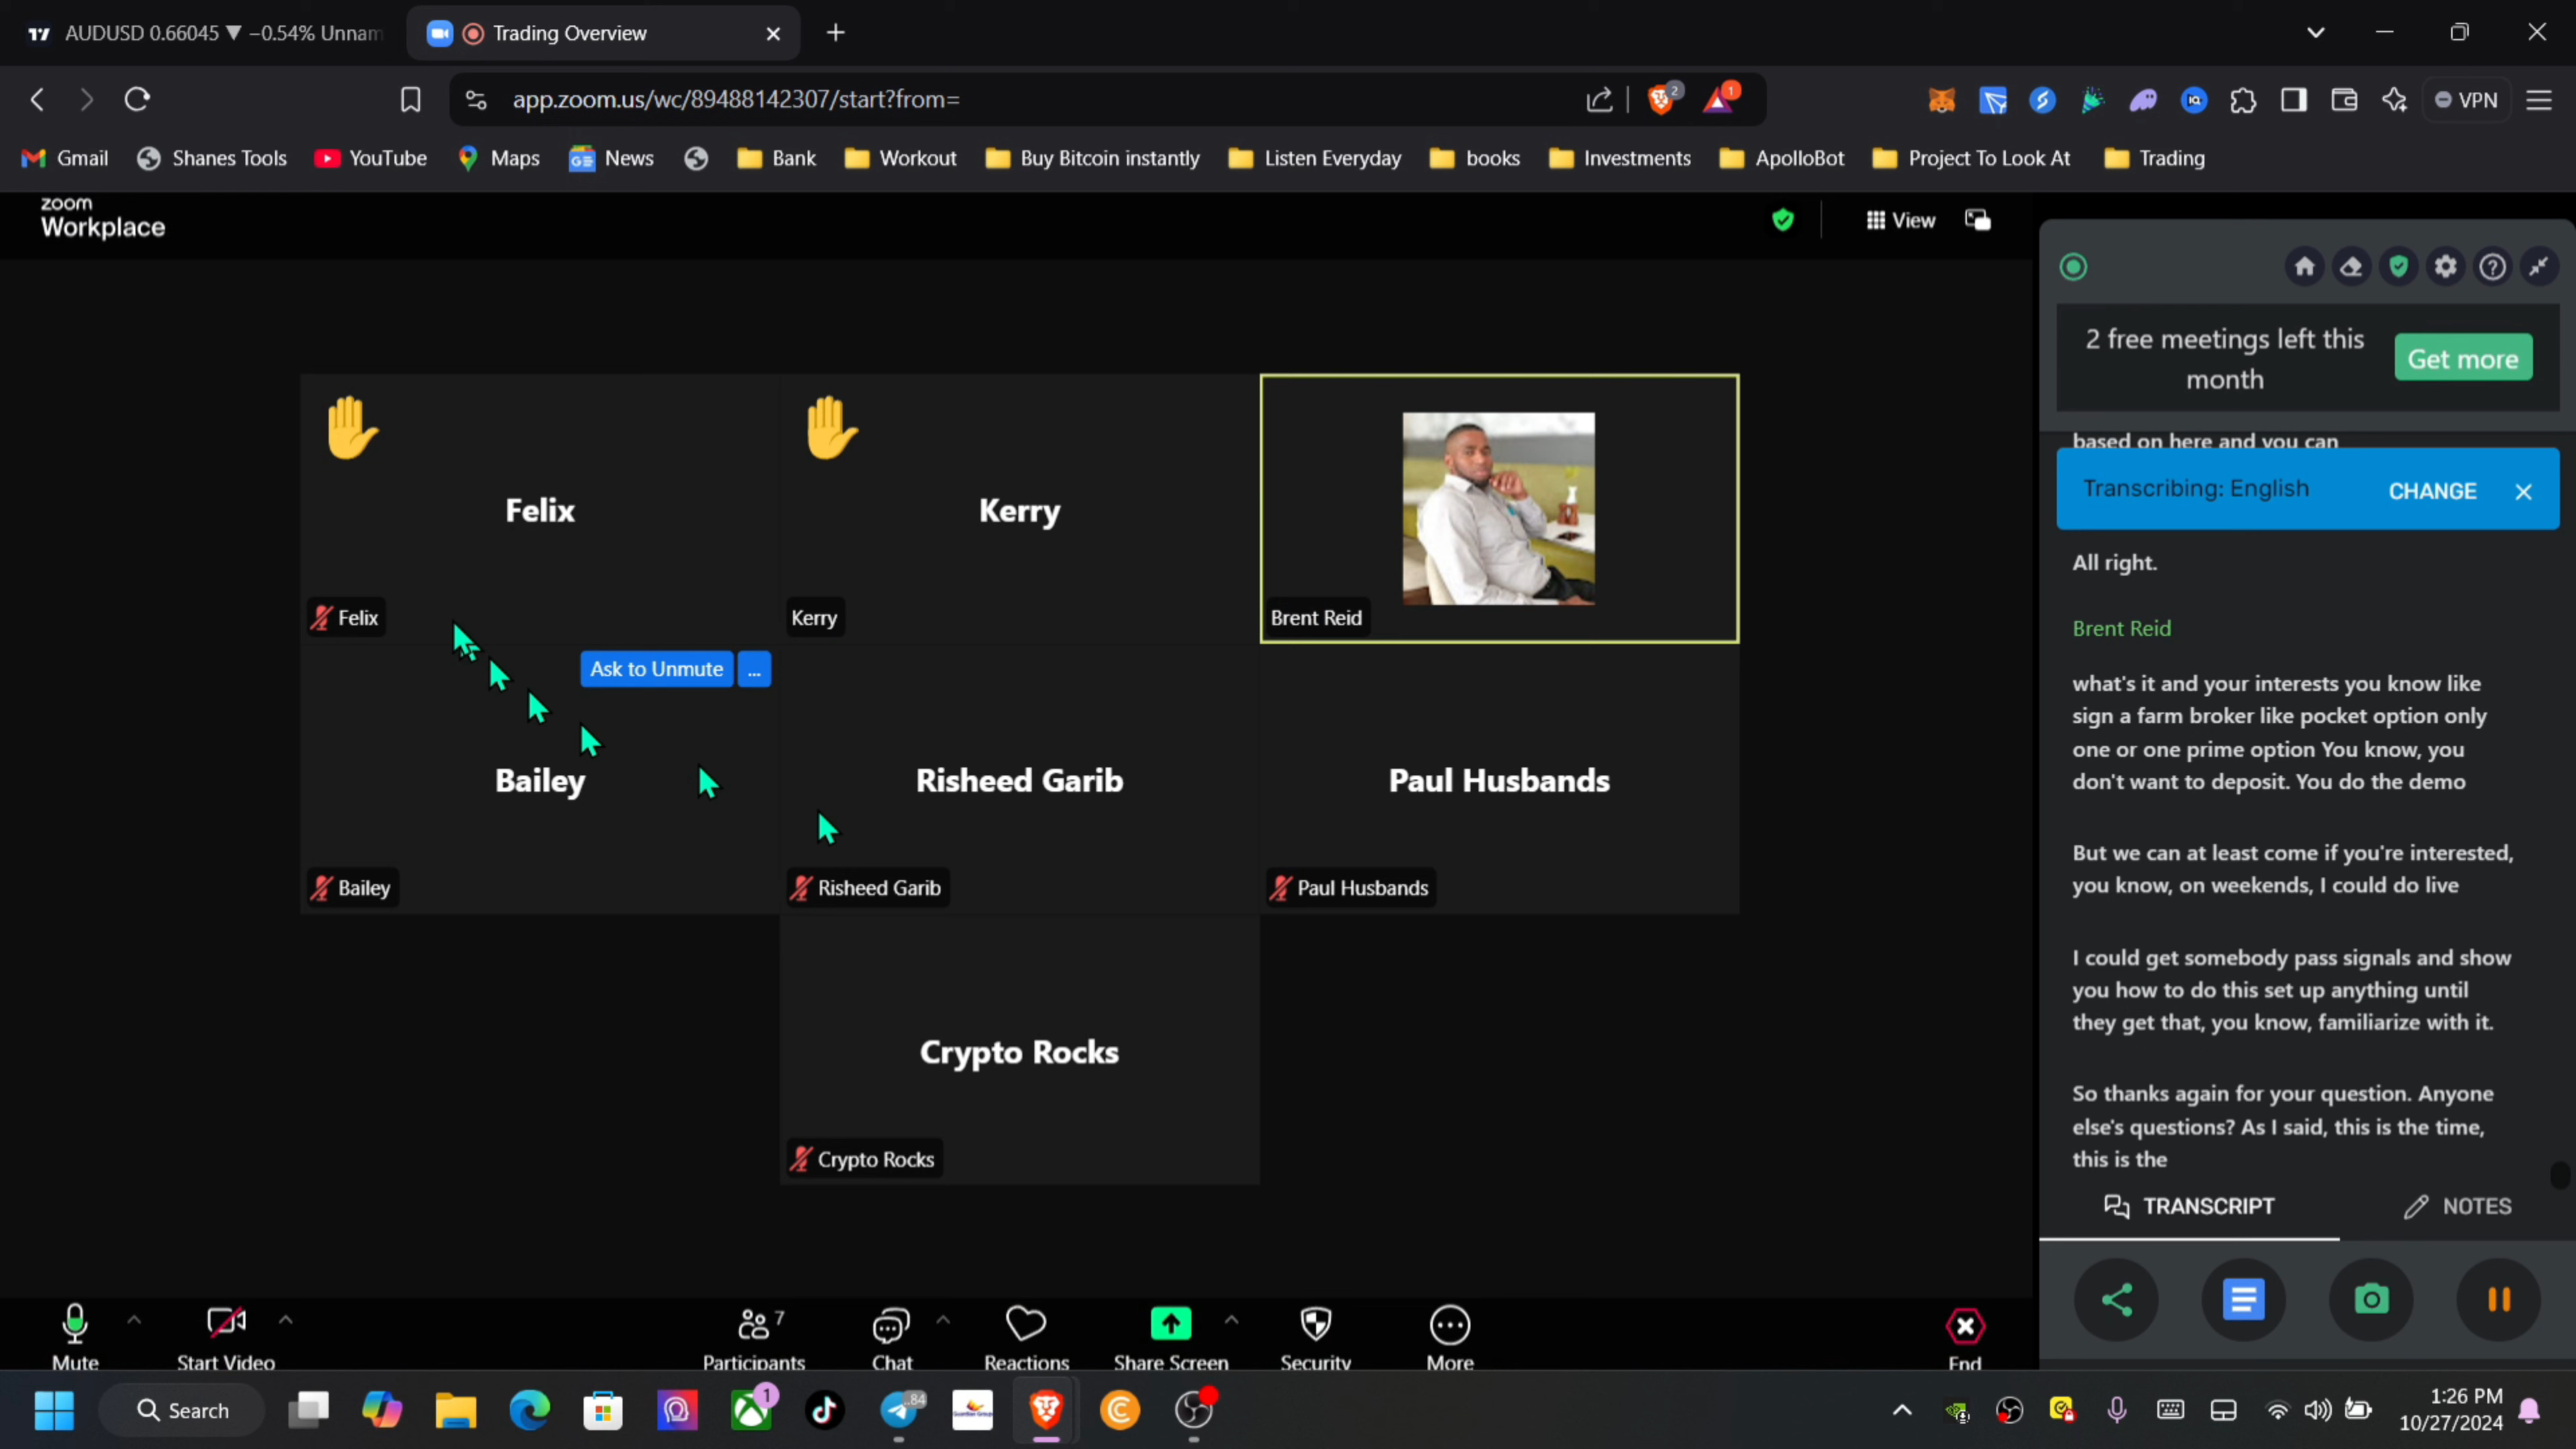 AUDUSD 0.66045 ▼ −0.54% Unnam
Trading Overview
app.zoom.us/wc/89488142307/start?from=
2
1
VPN
Gmail
Shanes Tools
YouTube
Maps
News
Bank
Workout
Buy Bitcoin instantly
Listen Everyday
books
Investments
ApolloBot
Project To Look At
Trading
zoom
Workplace
View
2 free meetings left this
month
Get more
based on here and you can
Transcribing: English
CHANGE
All right.
Brent Reid
what's it and your interests you know like
sign a farm broker like pocket option only
one or one prime option You know, you
don't want to deposit. You do the demo
But we can at least come if you're interested,
you know, on weekends, I could do live
I could get somebody pass signals and show
you how to do this set up anything until
they get that, you know, familiarize with it.
So thanks again for your question. Anyone
else's questions? As I said, this is the time,
this is the
TRANSCRIPT
NOTES
Felix
Felix
Kerry
Kerry
Brent Reid
Ask to Unmute
...
Bailey
Bailey
Risheed Garib
Risheed Garib
Paul Husbands
Paul Husbands
Crypto Rocks
Crypto Rocks
Mute
Start Video
7
Participants
Chat
Reactions
Share Screen
Security
More
End
Search
1
84
1:26 PM
10/27/2024